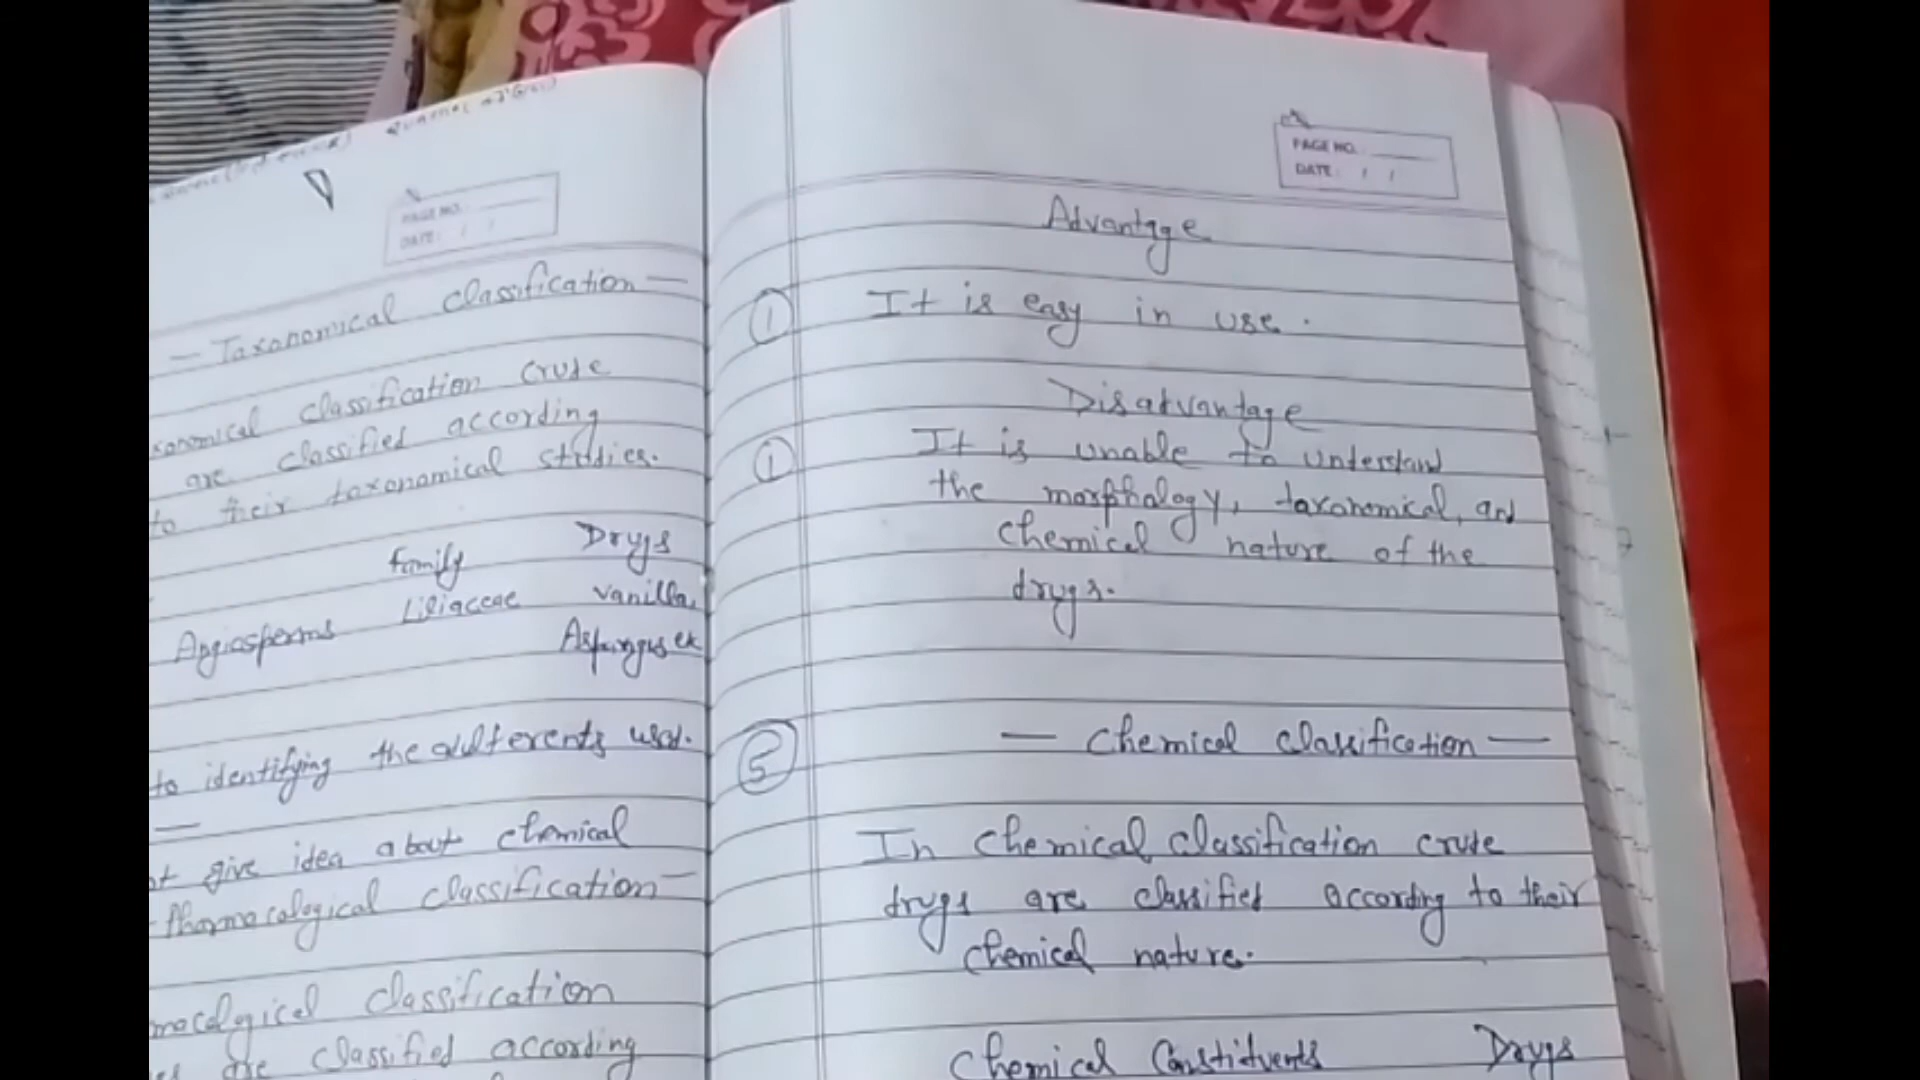 PAGE NO.
DATE: / /
— Taxonomical classification —
classification crude
are classified according
to their taxonomical studies.
family Drugs
Angiosperms Liliaceae vanilla,
Asparagus
to identifying the adulterents used.
—
give idea about chemical
Pharmacological classification —
classification
are classified according
PAGE NO.
DATE: / /
Advantage
① It is easy in use.
Disadvantage
① It is unable to understand
the morphology, taxonomical, and
chemical nature of the
drugs.
⑤ — Chemical classification —
In chemical classification crude
drugs are classified according to their
chemical nature.
Chemical Constituents Drugs